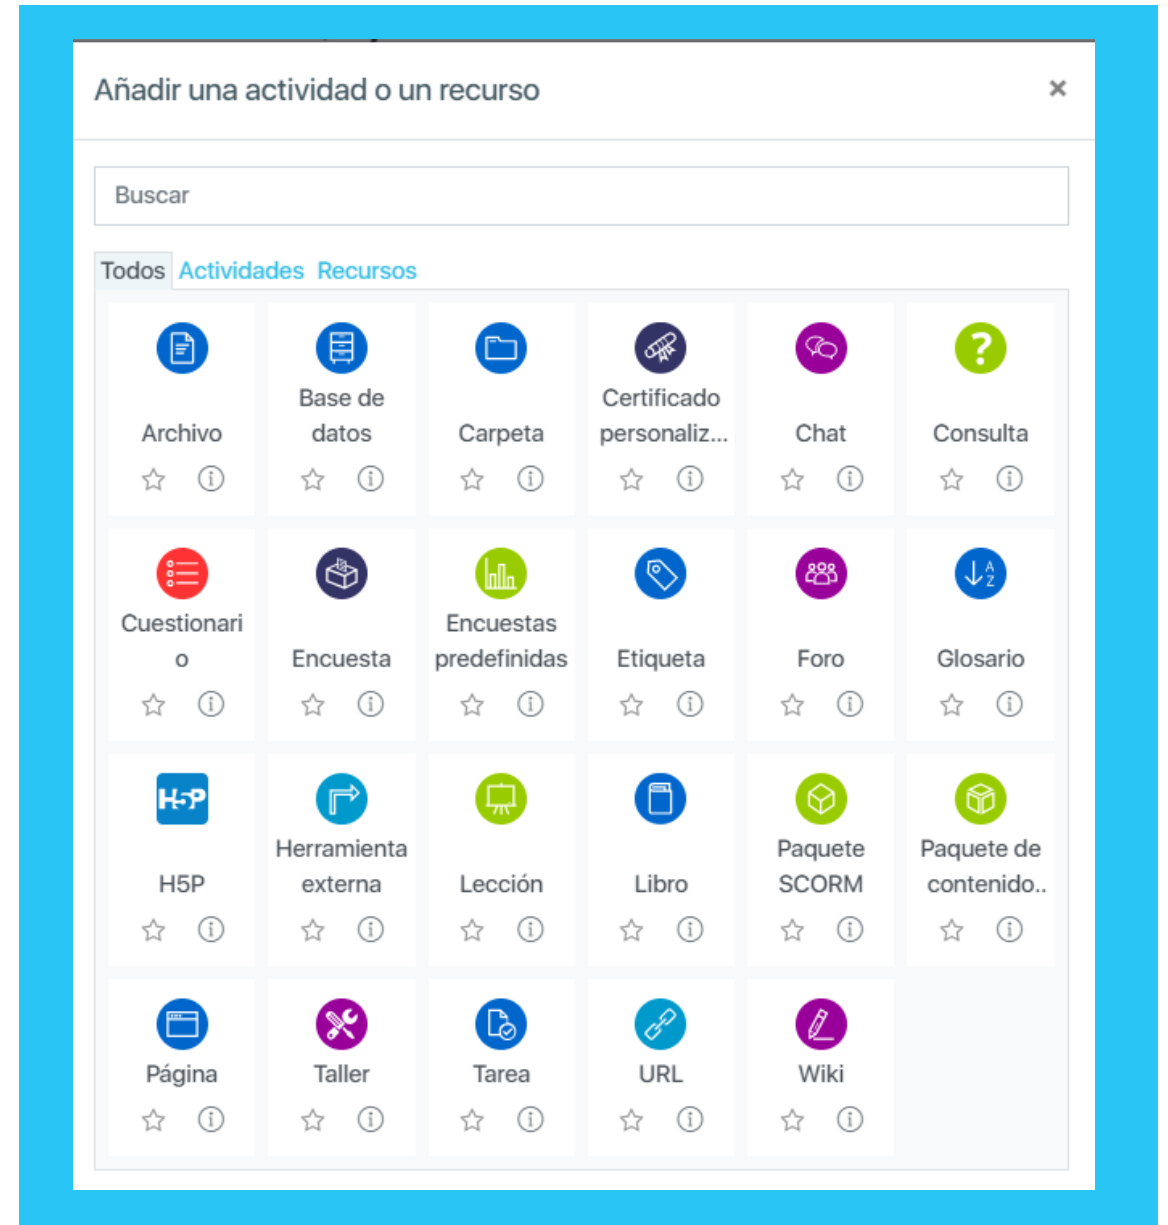 Añadir una actividad o un recurso
×
Buscar
Todos Actividades Recursos
Archivo
Base de
datos
Carpeta
Certificado
personaliz...
Chat
?
Consulta
Cuestionari
o
Encuesta
Encuestas
predefinidas
Etiqueta
Foro
A
Z
Glosario
H5P
H5P
Herramienta
externa
Lección
Libro
Paquete
SCORM
Paquete de
contenido..
Página
Taller
Tarea
URL
Wiki